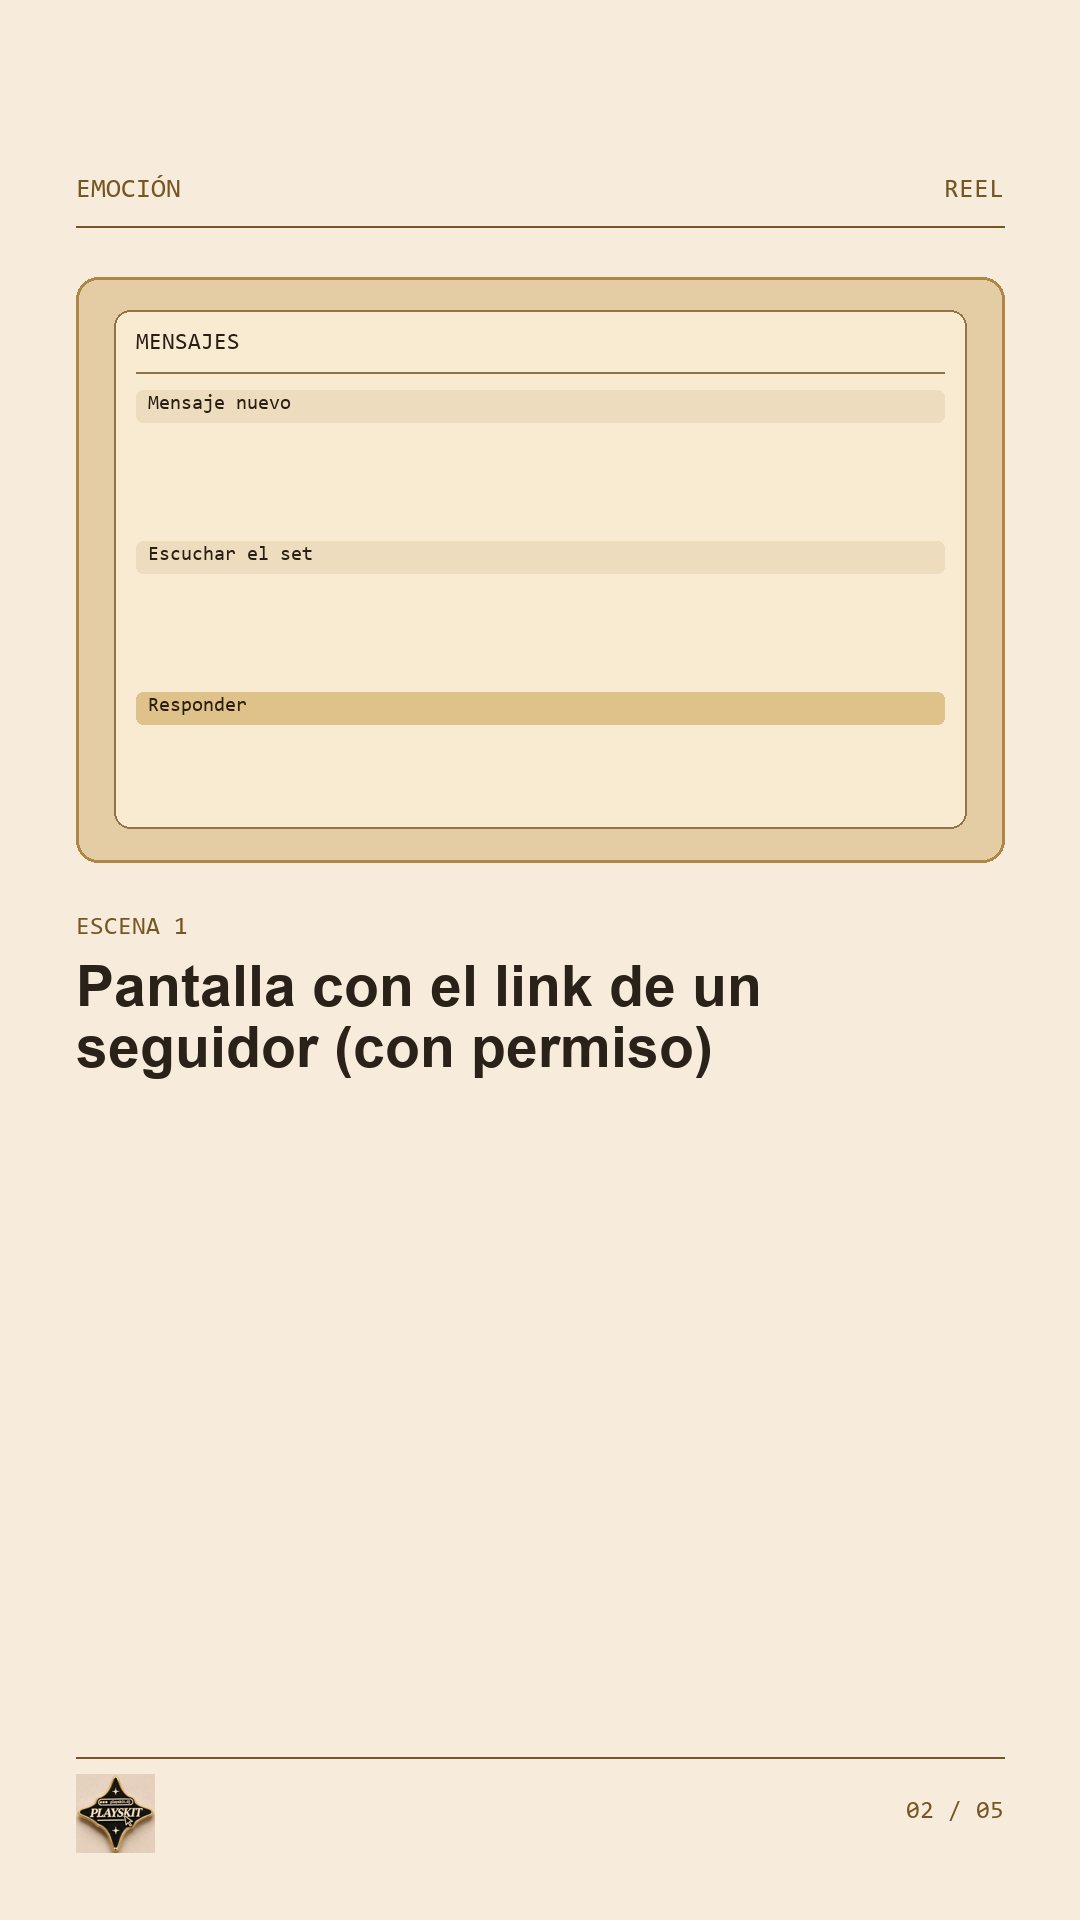 EMOCIÓN
REEL
MENSAJES
Mensaje nuevo
Escuchar el set
Responder
ESCENA 1
Pantalla con el link de un
seguidor (con permiso)
PLAYSKIT
02 / 05